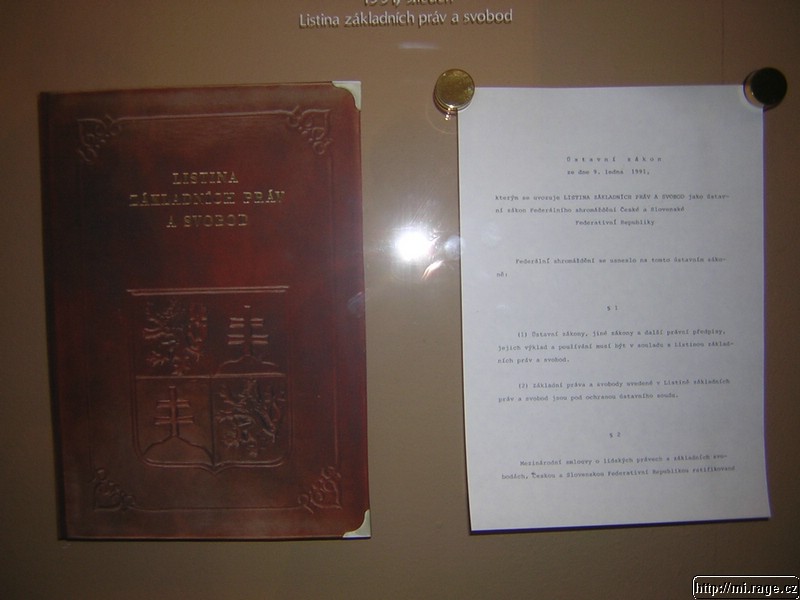 Listina základních práv a svobod
LISTINA
ZÁKLADNÍCH PRÁV
A SVOBOD
Ústavní zákon
ze dne 9. ledna 1991,
kterým se uvozuje LISTINA ZÁKLADNÍCH PRÁV A SVOBOD jako ústav-
ní zákon Federálního shromáždění České a Slovenské
Federativní Republiky
Federální shromáždění se usneslo na tomto ústavním záko-
ně:
§ 1
(1) Ústavní zákony, jiné zákony a další právní předpisy,
jejich výklad a používání musí být v souladu s Listinou základ-
ních práv a svobod.
(2) Základní práva a svobody uvedené v Listině základních
práv a svobod jsou pod ochranou ústavního soudu.
§ 2
Mezinárodní smlouvy o lidských právech a základních svo-
bodách, Českou a Slovenskou Federativní Republikou ratifikované
http://mi.rage.cz